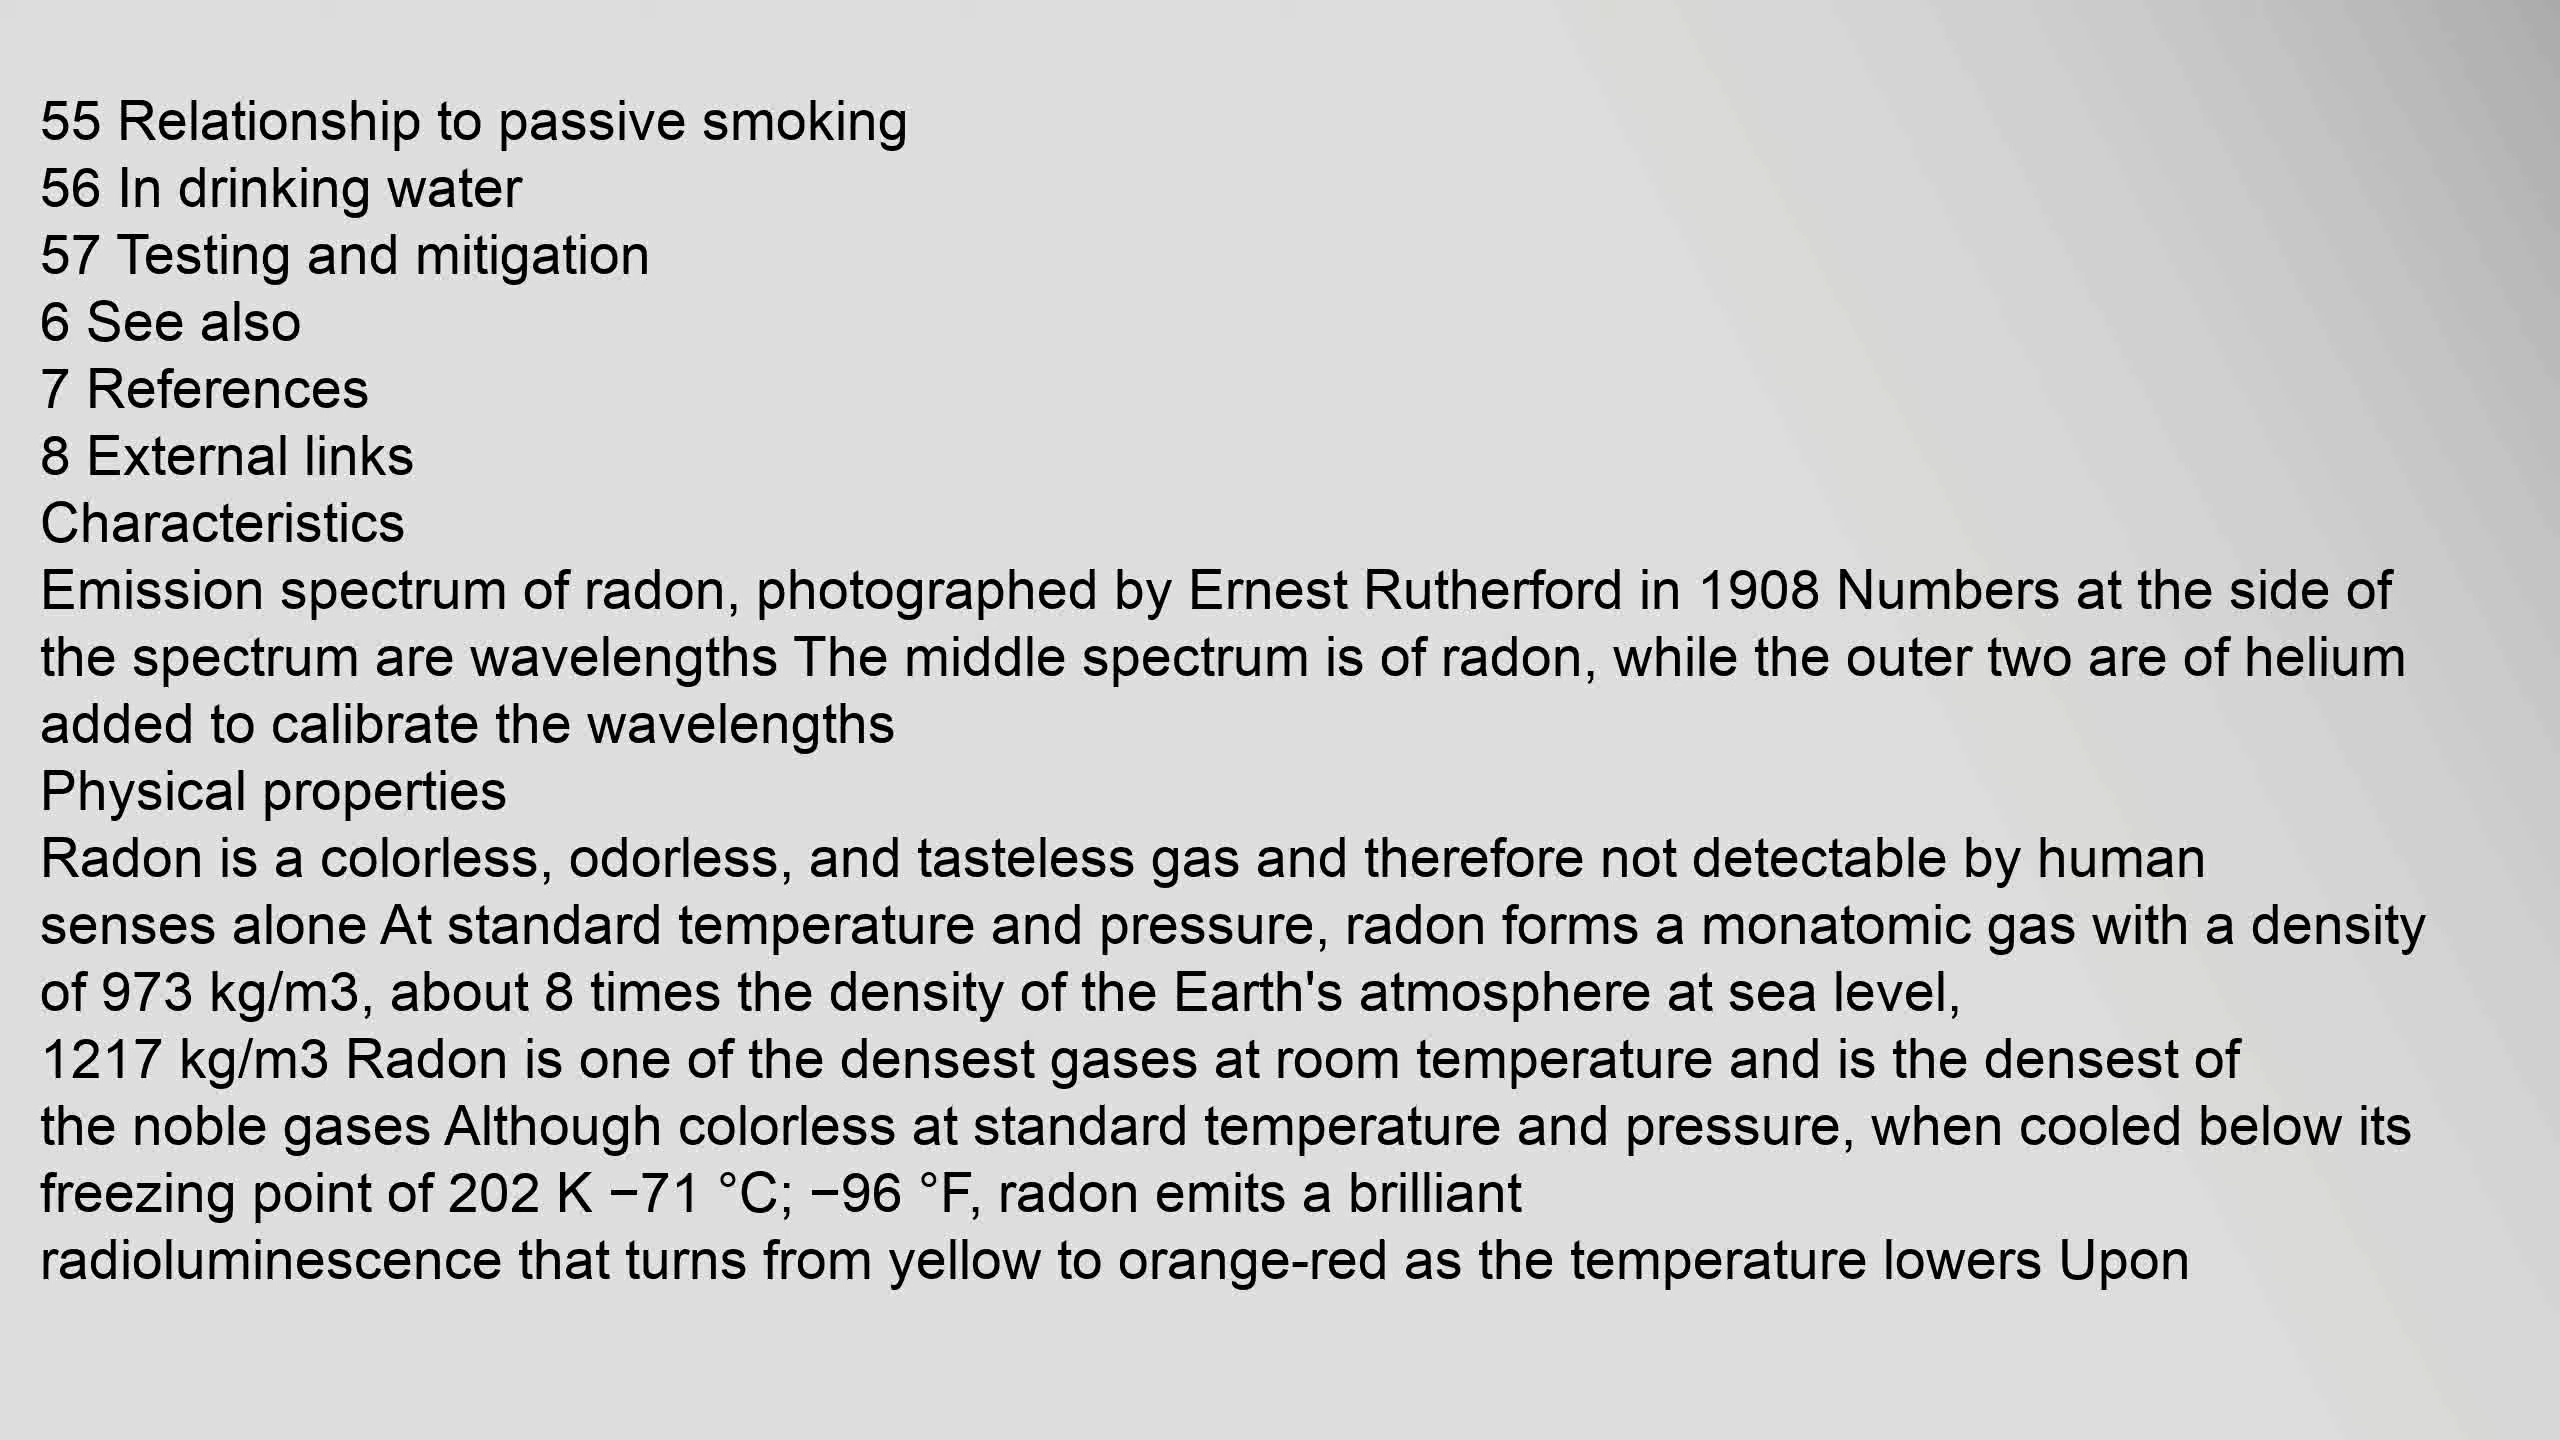 55 Relationship to passive smoking
56 In drinking water
57 Testing and mitigation
6 See also
7 References
8 External links
Characteristics
Emission spectrum of radon, photographed by Ernest Rutherford in 1908 Numbers at the side of
the spectrum are wavelengths The middle spectrum is of radon, while the outer two are of helium
added to calibrate the wavelengths
Physical properties
Radon is a colorless, odorless, and tasteless gas and therefore not detectable by human
senses alone At standard temperature and pressure, radon forms a monatomic gas with a density
of 973 kg/m3, about 8 times the density of the Earth's atmosphere at sea level,
1217 kg/m3 Radon is one of the densest gases at room temperature and is the densest of
the noble gases Although colorless at standard temperature and pressure, when cooled below its
freezing point of 202 K −71 °C; −96 °F, radon emits a brilliant
radioluminescence that turns from yellow to orange-red as the temperature lowers Upon